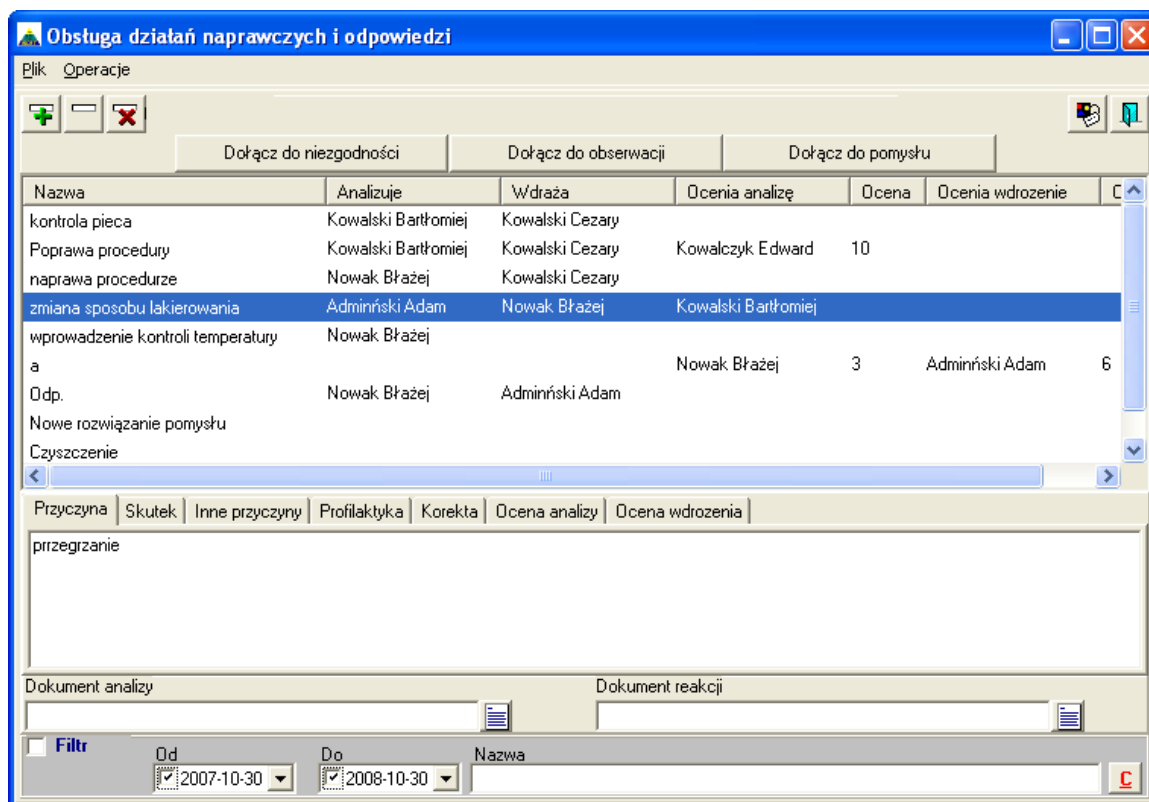 Obsługa działań naprawczych i odpowiedzi
Plik Operacje
Dołącz do niezgodności Dołącz do obserwacji Dołącz do pomysłu
Nazwa Analizuje Wdraża Ocenia analizę Ocena Ocenia wdrozenie
kontrola pieca Kowalski Bartłomiej Kowalski Cezary
Poprawa procedury Kowalski Bartłomiej Kowalski Cezary Kowalczyk Edward 10
naprawa procedurze Nowak Błażej Kowalski Cezary
zmiana sposobu lakierowania Adminński Adam Nowak Błażej Kowalski Bartłomiej
wprowadzenie kontroli temperatury Nowak Błażej
a Nowak Błażej 3 Adminński Adam 6
Odp. Nowak Błażej Adminński Adam
Nowe rozwiązanie pomysłu
Czyszczenie
Przyczyna Skutek Inne przyczyny Profilaktyka Korekta Ocena analizy Ocena wdrozenia
prrzegrzanie
Dokument analizy Dokument reakcji
Filtr Od Do Nazwa
2007-10-30 2008-10-30 C